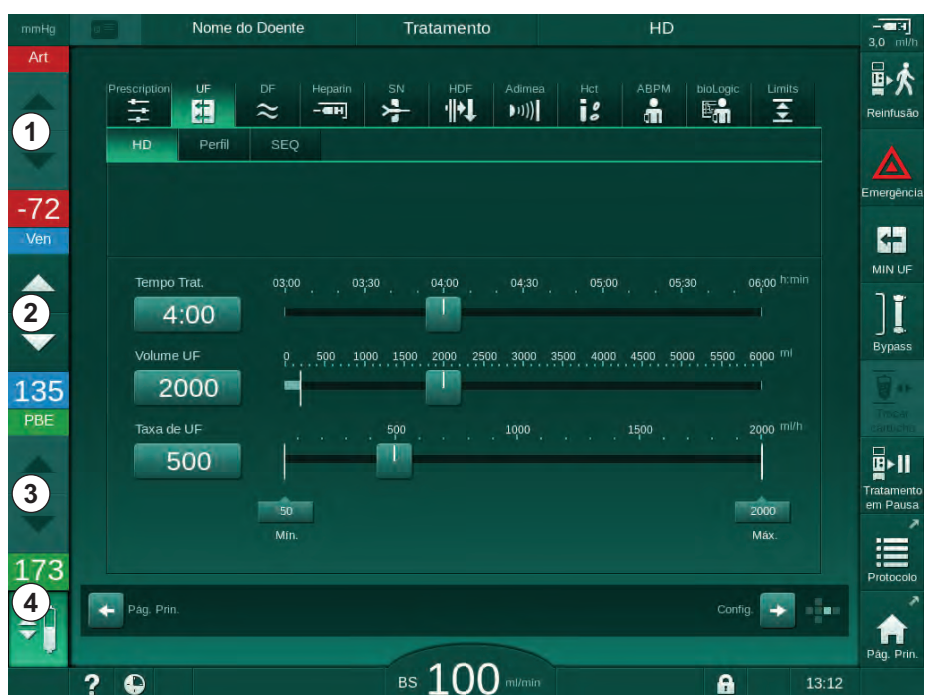 mmHg
Nome do Doente
Tratamento
HD
3,0 ml/h
Art
1
-72
Ven
2
135
PBE
3
173
4
Prescription
UF
DF
Heparin
SN
HDF
Adimea
Hct
ABPM
bioLogic
Limits
HD
Perfil
SEQ
Tempo Trat.
4:00
03:00 03:30 04:00 04:30 05:00 05:30 06:00 h:min
Volume UF
2000
0 500 1000 1500 2000 2500 3000 3500 4000 4500 5000 5500 6000 ml
Taxa de UF
500
500 1000 1500 2000 ml/h
50
Mín.
2000
Máx.
Pág. Prin.
Config.
Reinfusão
Emergência
MIN UF
Bypass
Trocar
cartucho
Tratamento
em Pausa
Protocolo
Pág. Prin.
?
BS 100 ml/min
13:12